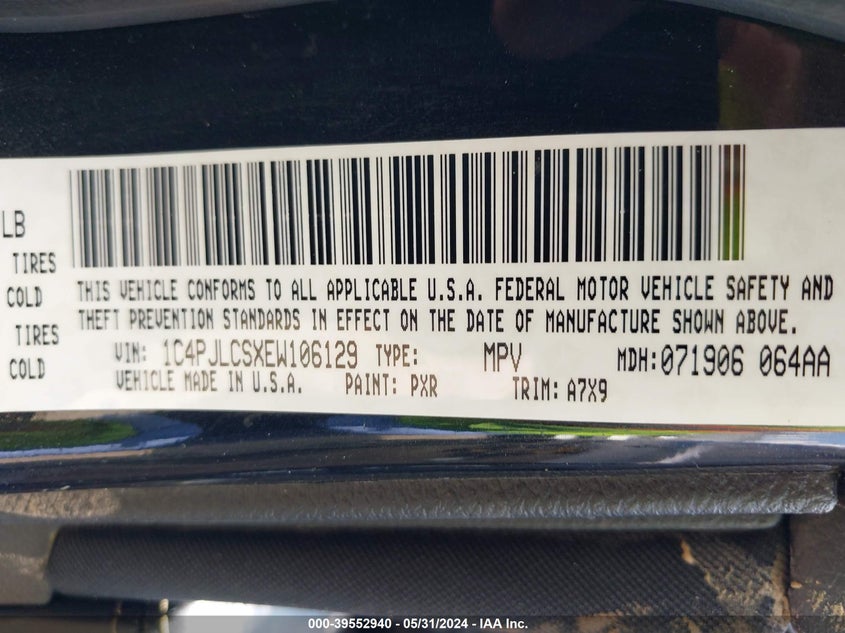 LB
TIRES
COLD
TIRES
COLD
THIS VEHICLE CONFORMS TO ALL APPLICABLE U.S.A. FEDERAL MOTOR VEHICLE SAFETY AND
THEFT PREVENTION STANDARDS IN EFFECT ON THE DATE OF MANUFACTURE SHOWN ABOVE.
VIN: 1C4PJLCSXEW106129 TYPE: MPV MDH:071906 064AA
VEHICLE MADE IN U.S.A. PAINT: PXR TRIM: A7X9
000-39552940 - 05/31/2024 - IAA Inc.